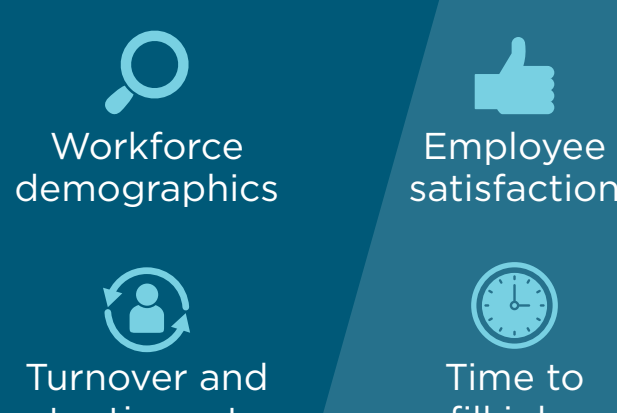 Workforce
demographics
Employee
satisfaction
Turnover and
Time to